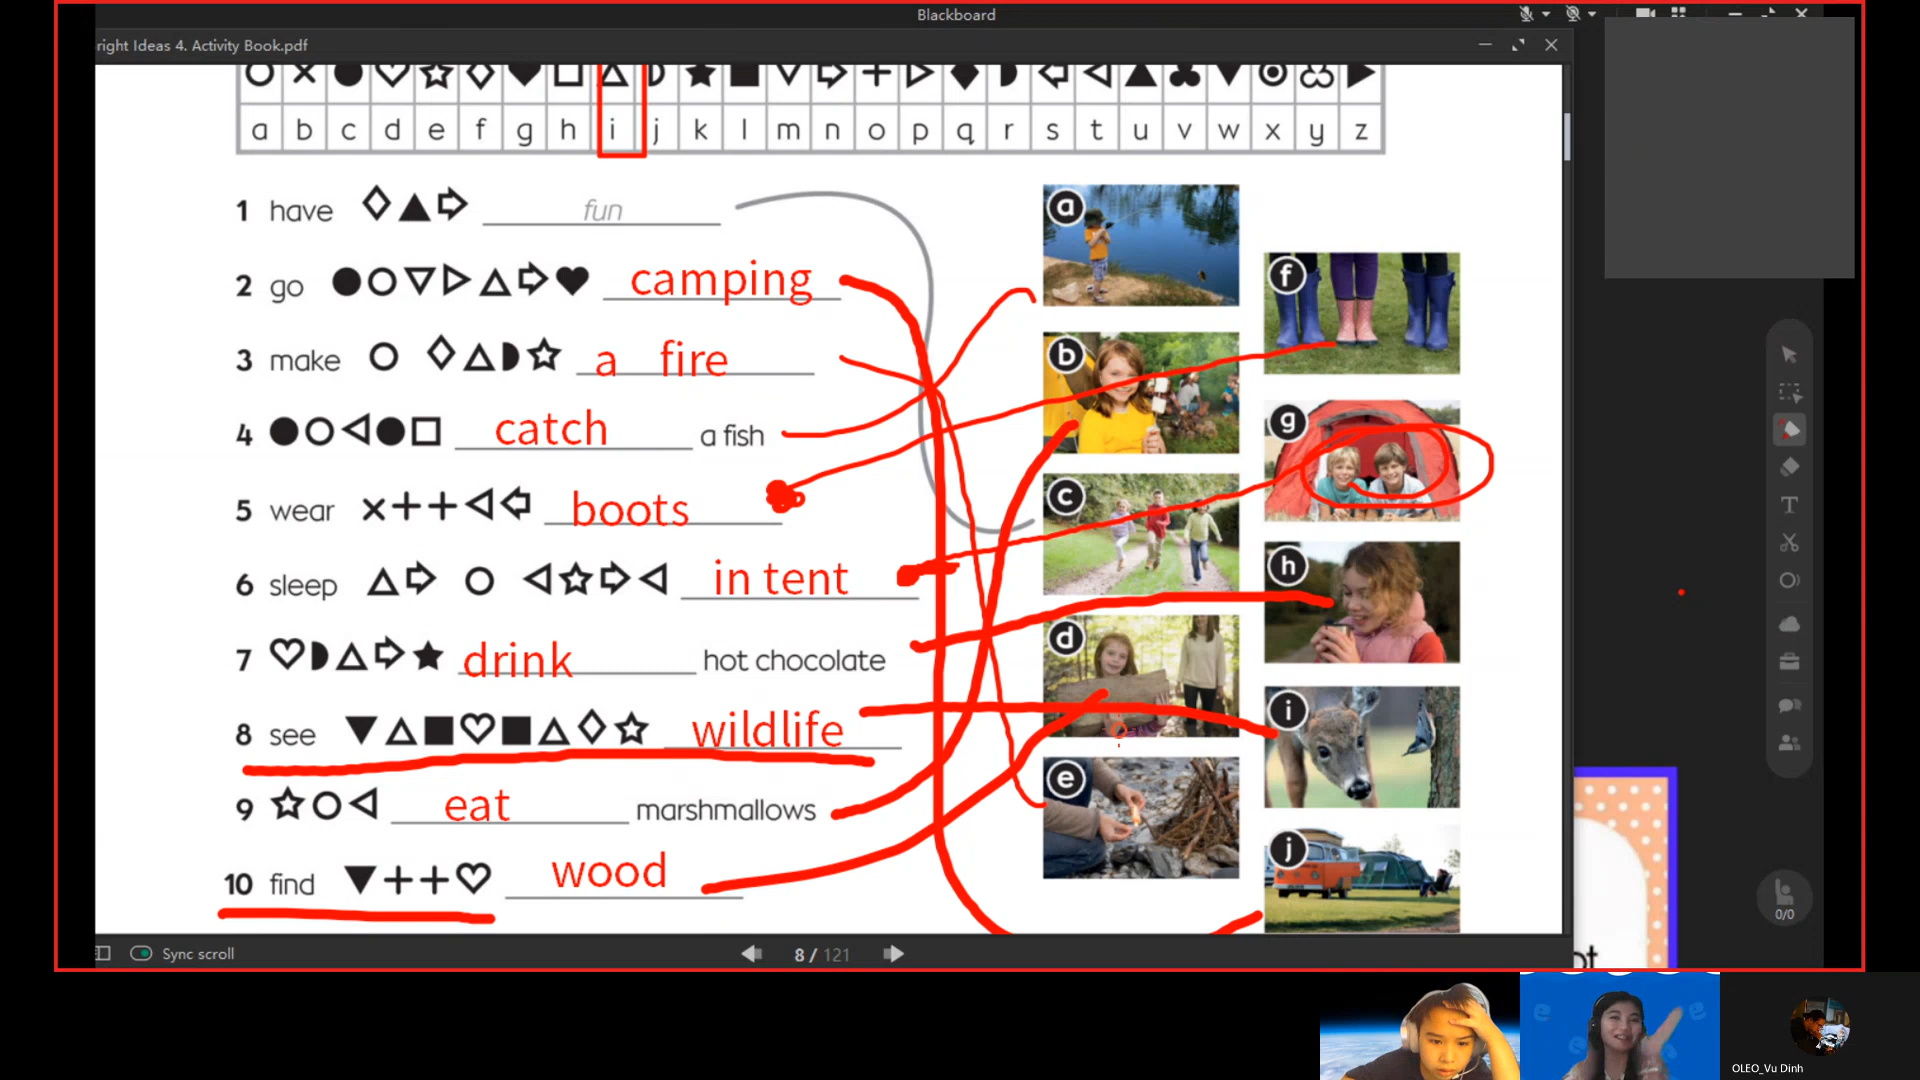 Blackboard
right Ideas 4. Activity Book.pdf
a b c d e f g h i j k l m n o p q r s t u v w x y z
1 have fun
2 go camping
3 make a fire
4 catch a fish
5 wear boots
6 sleep in tent
7 drink hot chocolate
8 see wildlife
9 eat marshmallows
10 find wood
a
b
c
d
e
f
g
h
i
j
0/0
ot
Sync scroll
8 / 121
OLEO_Vu Dinh